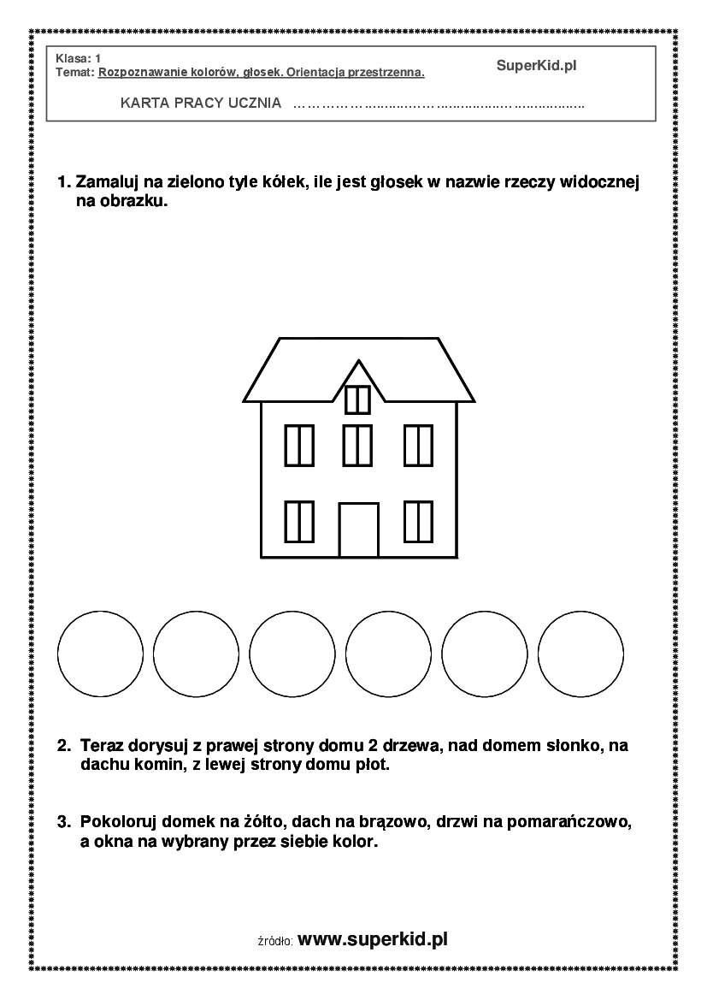 Klasa: 1
Temat: Rozpoznawanie kolorów, głosek. Orientacja przestrzenna.
SuperKid.pl
KARTA PRACY UCZNIA ………………..........……...............…..................
1. Zamaluj na zielono tyle kółek, ile jest głosek w nazwie rzeczy widocznej
na obrazku.
2. Teraz dorysuj z prawej strony domu 2 drzewa, nad domem słonko, na
dachu komin, z lewej strony domu płot.
3. Pokoloruj domek na żółto, dach na brązowo, drzwi na pomarańczowo,
a okna na wybrany przez siebie kolor.
źródło: www.superkid.pl